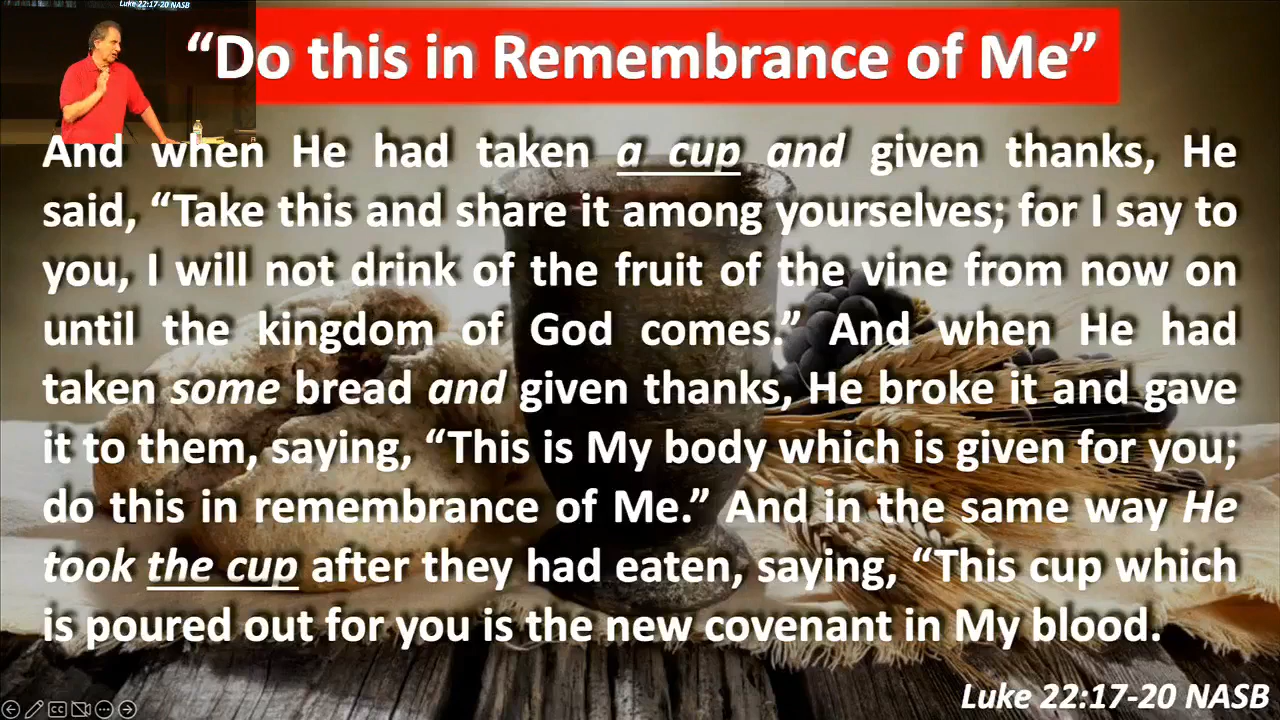 Luke 22:17-20 NASB
“Do this in Remembrance of Me”
And when He had taken a cup and given thanks, He
said, “Take this and share it among yourselves; for I say to
you, I will not drink of the fruit of the vine from now on
until the kingdom of God comes.” And when He had
taken some bread and given thanks, He broke it and gave
it to them, saying, “This is My body which is given for you;
do this in remembrance of Me.” And in the same way He
took the cup after they had eaten, saying, “This cup which
is poured out for you is the new covenant in My blood.
Luke 22:17-20 NASB
CC